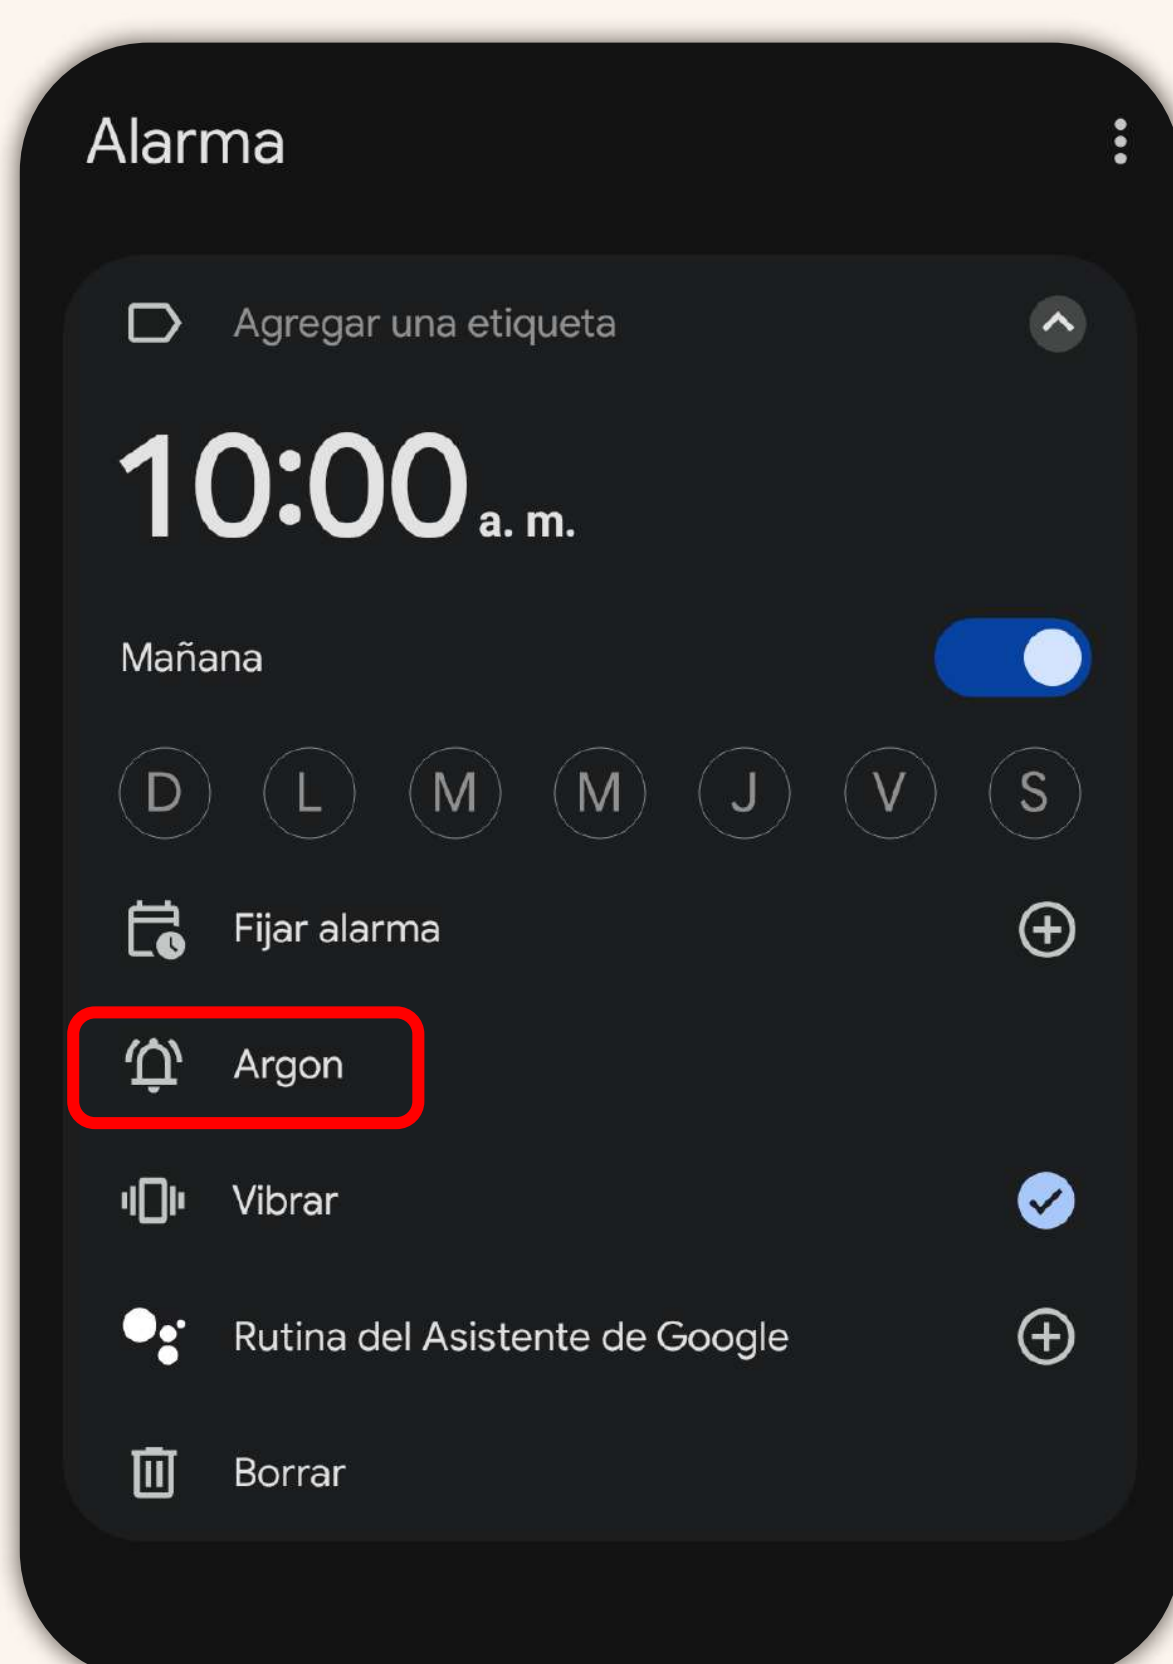 Alarma
Agregar una etiqueta
10:00 a. m.
Mañana
D L M M J V S
Fijar alarma
Argon
Vibrar
Rutina del Asistente de Google
Borrar